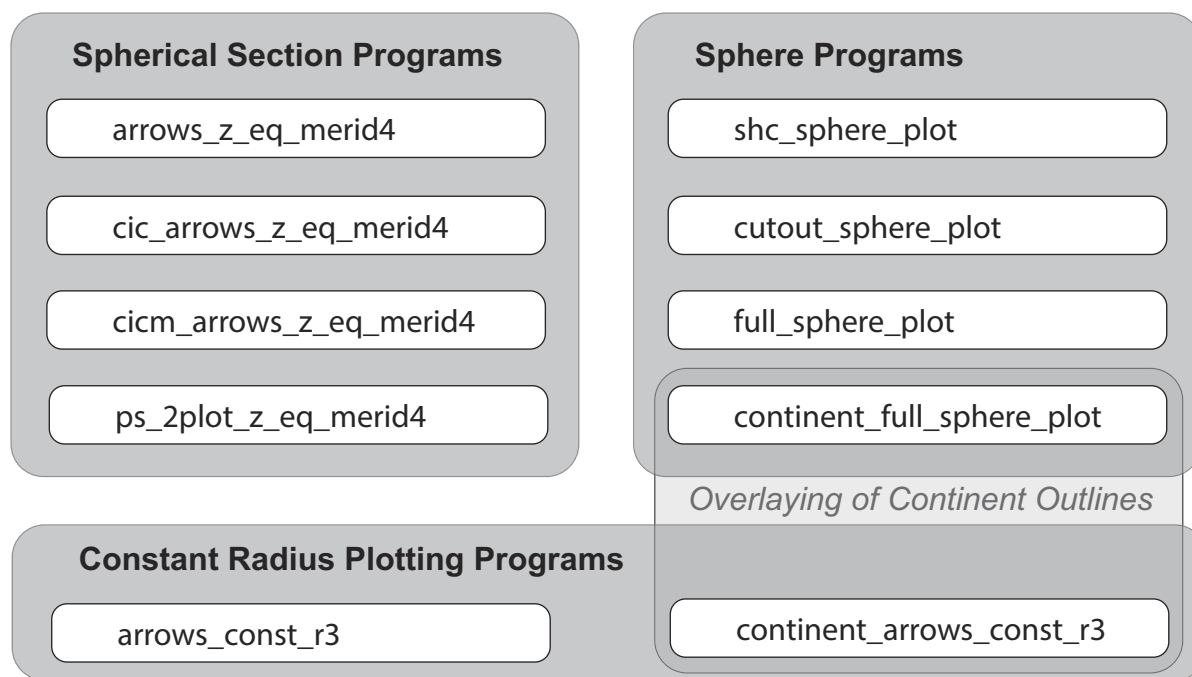 Spherical Section Programs
arrows_z_eq_merid4
cic_arrows_z_eq_merid4
cicm_arrows_z_eq_merid4
ps_2plot_z_eq_merid4
Sphere Programs
shc_sphere_plot
cutout_sphere_plot
full_sphere_plot
continent_full_sphere_plot
Overlaying of Continent Outlines
Constant Radius Plotting Programs
arrows_const_r3
continent_arrows_const_r3